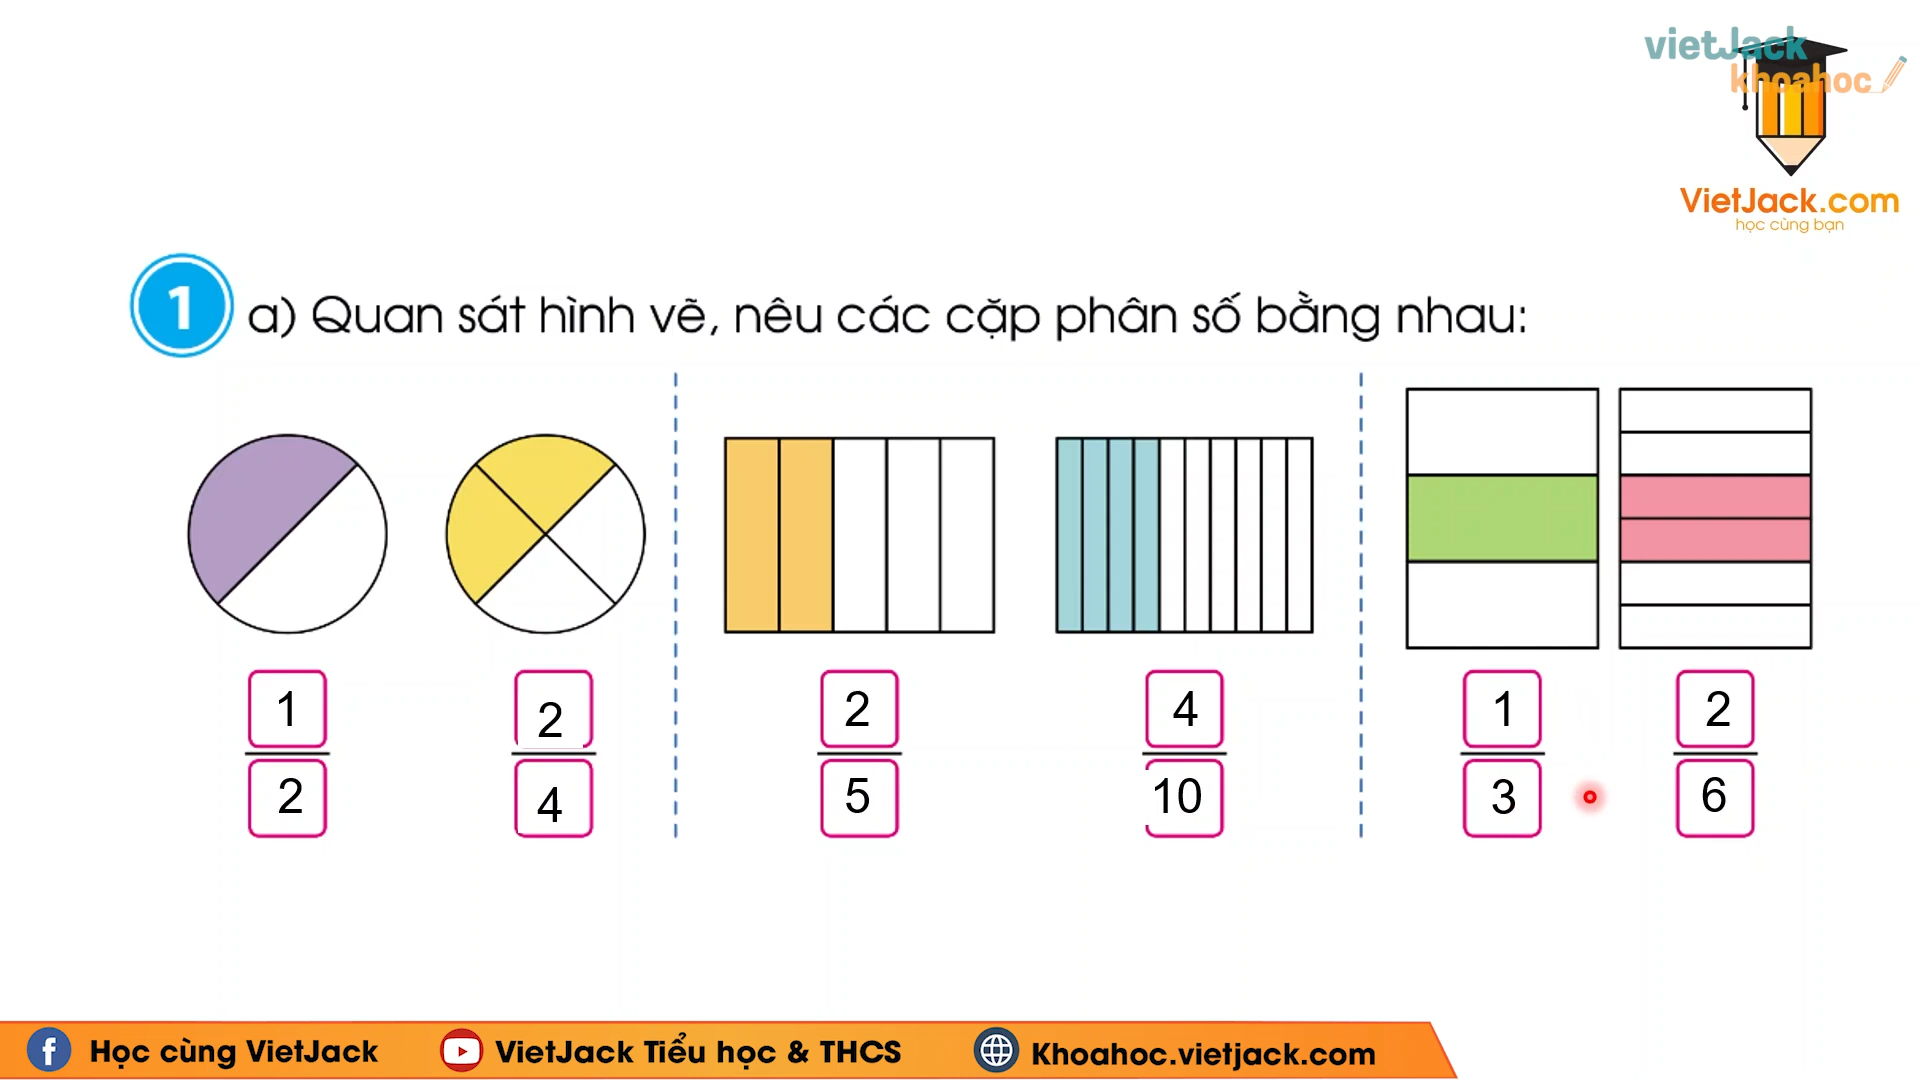 vietJack
khoahoc
VietJack.com
học cùng bạn
1 a) Quan sát hình vẽ, nêu các cặp phân số bằng nhau:
1 2 2 4 1 2
2 4 5 10 3 6
Học cùng VietJack VietJack Tiểu học & THCS Khoahoc.vietjack.com